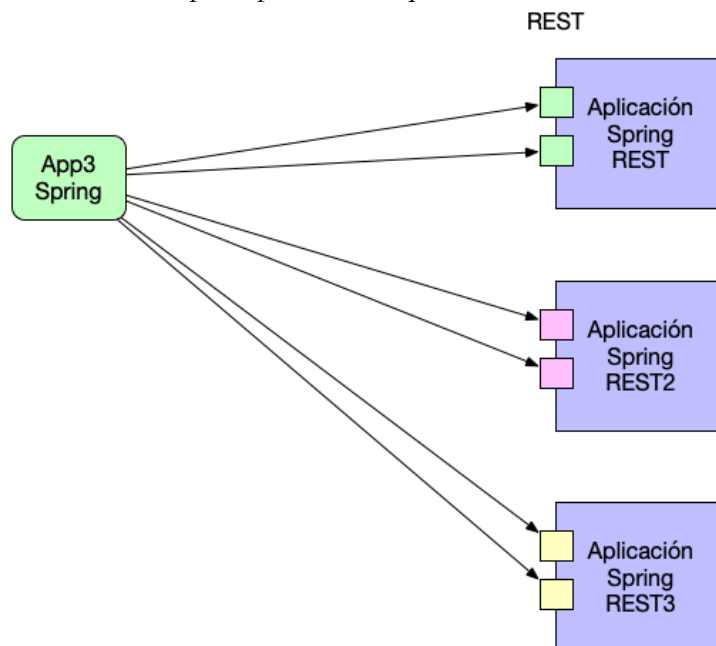 REST
Aplicación
Spring
REST
App3
Spring
Aplicación
Spring
REST2
Aplicación
Spring
REST3